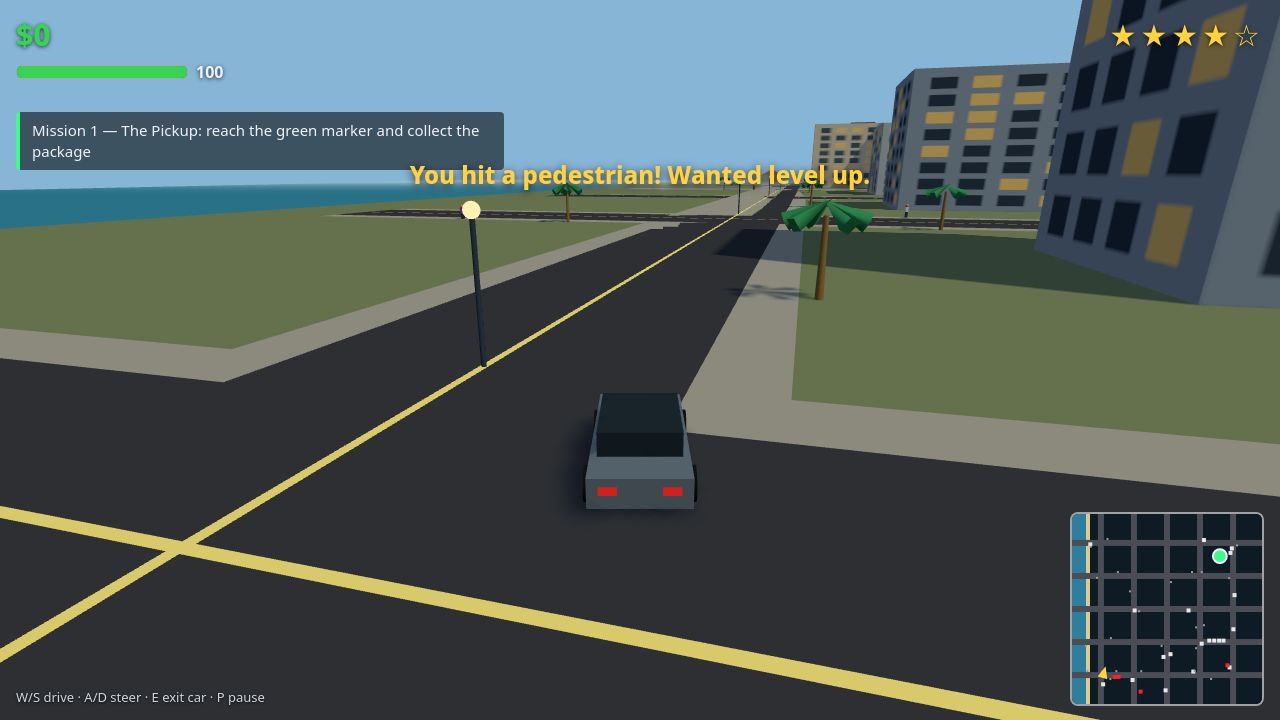 $0
★★★★☆
100
Mission 1 — The Pickup: reach the green marker and collect the
package
You hit a pedestrian! Wanted level up.
W/S drive · A/D steer · E exit car · P pause